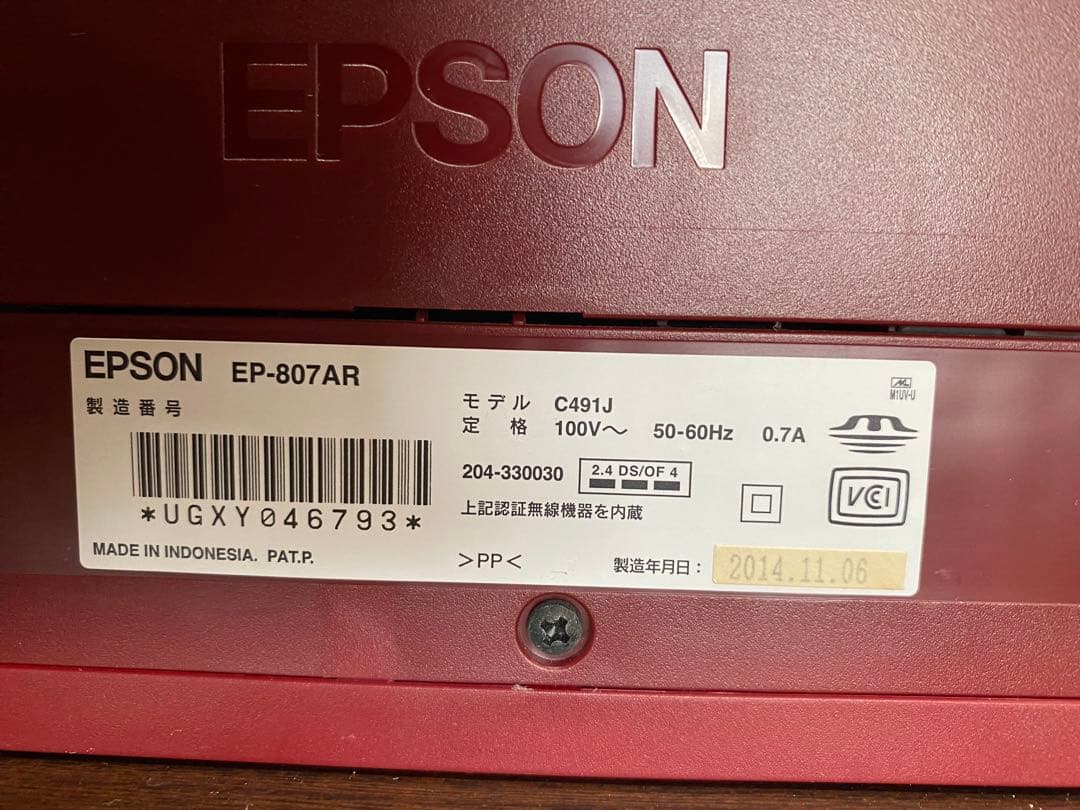 EPSON
EPSON EP-807AR
製造番号
*UGXY046793*
MADE IN INDONESIA. PAT.P.
モデル C491J
定格 100V～ 50-60Hz 0.7A
204-330030 2.4 DS/OF 4
上記認証無線機器を内蔵
>PP<
製造年月日： 2014.11.06
M1UV-U
VCCI